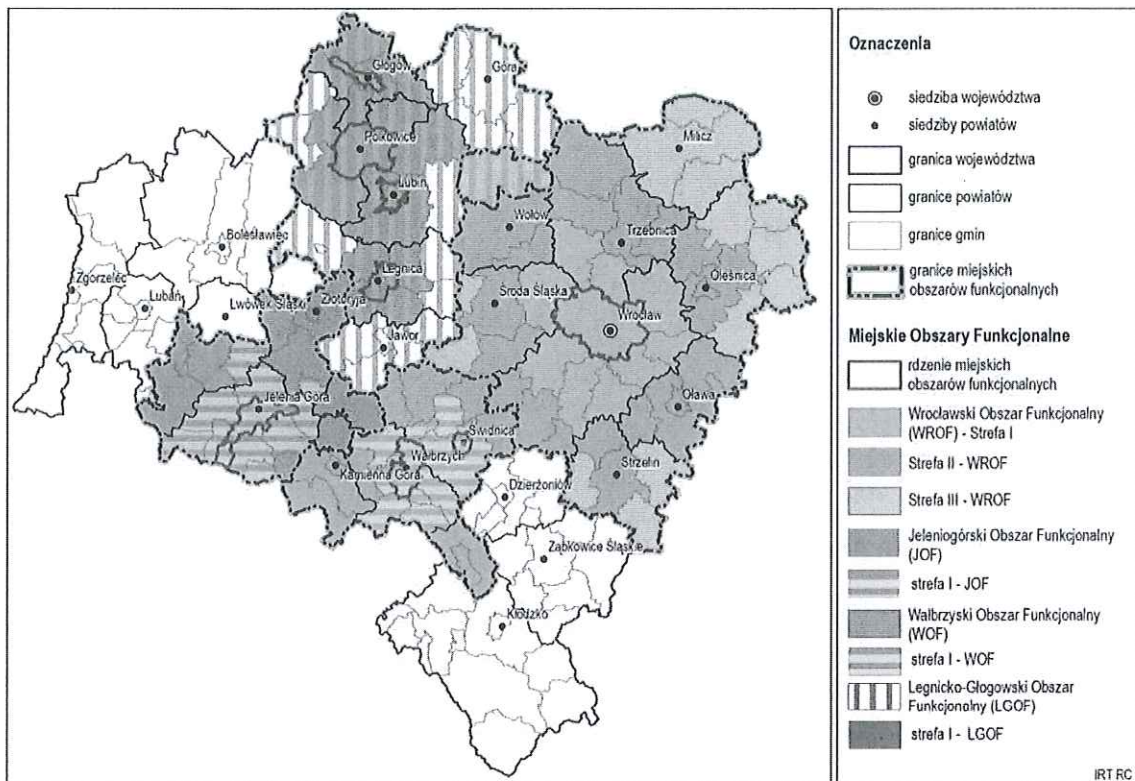 Głogów
Góra
Polkowice
Milicz
Lubin
Wołów
Trzebnica
Bolesławiec
Legnica
Oleśnica
Zgorzelec
Środa Śląska
Lubań
Lwówek Śląski
Złotoryja
Wrocław
Jawor
Jelenia Góra
Oława
Świdnica
Wałbrzych
Strzelin
Kamienna Góra
Dzierżoniów
Ząbkowice Śląskie
Kłodzko
Oznaczenia
siedziba województwa
siedziby powiatów
granica województwa
granice powiatów
granice gmin
granice miejskich
obszarów funkcjonalnych
Miejskie Obszary Funkcjonalne
rdzenie miejskich
obszarów funkcjonalnych
Wrocławski Obszar Funkcjonalny
(WROF) - Strefa I
Strefa II - WROF
Strefa III - WROF
Jeleniogórski Obszar Funkcjonalny
(JOF)
strefa I - JOF
Wałbrzyski Obszar Funkcjonalny
(WOF)
strefa I - WOF
Legnicko-Głogowski Obszar
Funkcjonalny (LGOF)
strefa I - LGOF
IRT RC